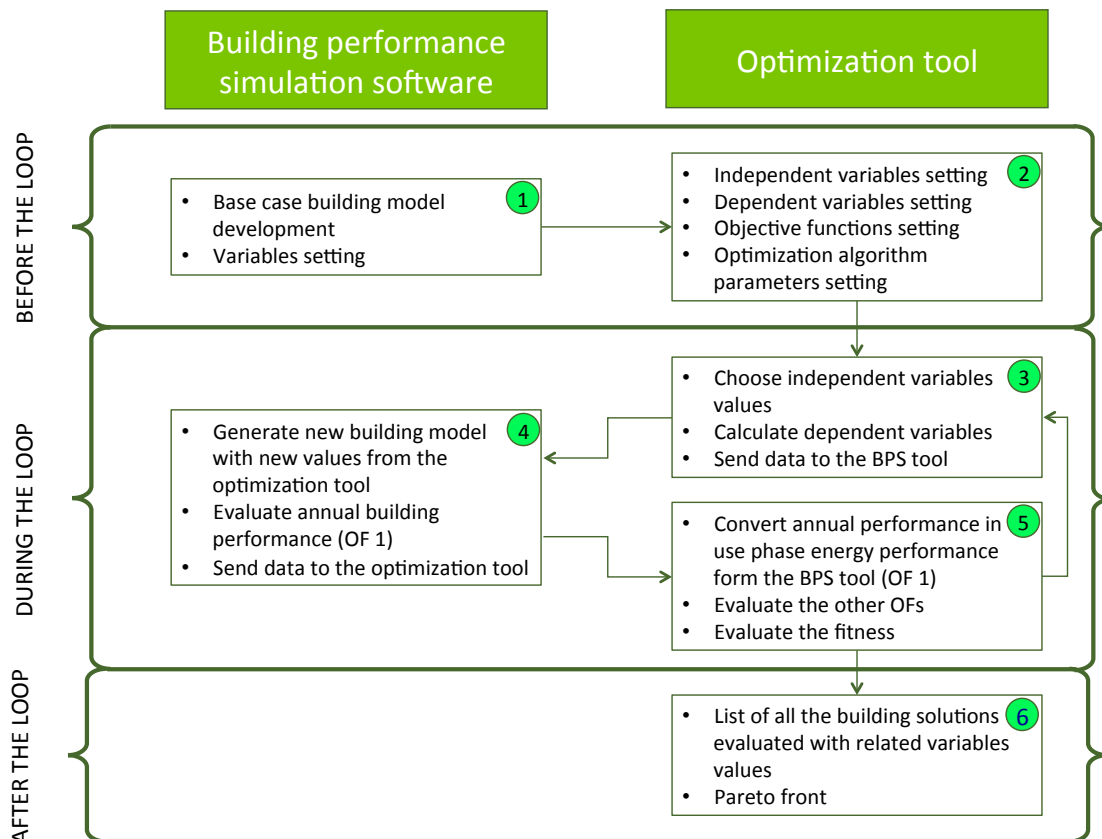 Building performance
simulation software
Optimization tool
BEFORE THE LOOP
1
• Base case building model
development
• Variables setting
2
• Independent variables setting
• Dependent variables setting
• Objective functions setting
• Optimization algorithm
parameters setting
DURING THE LOOP
3
• Choose independent variables
values
• Calculate dependent variables
• Send data to the BPS tool
4
• Generate new building model
with new values from the
optimization tool
• Evaluate annual building
performance (OF 1)
• Send data to the optimization tool
5
• Convert annual performance in
use phase energy performance
form the BPS tool (OF 1)
• Evaluate the other OFs
• Evaluate the fitness
AFTER THE LOOP
6
• List of all the building solutions
evaluated with related variables
values
• Pareto front